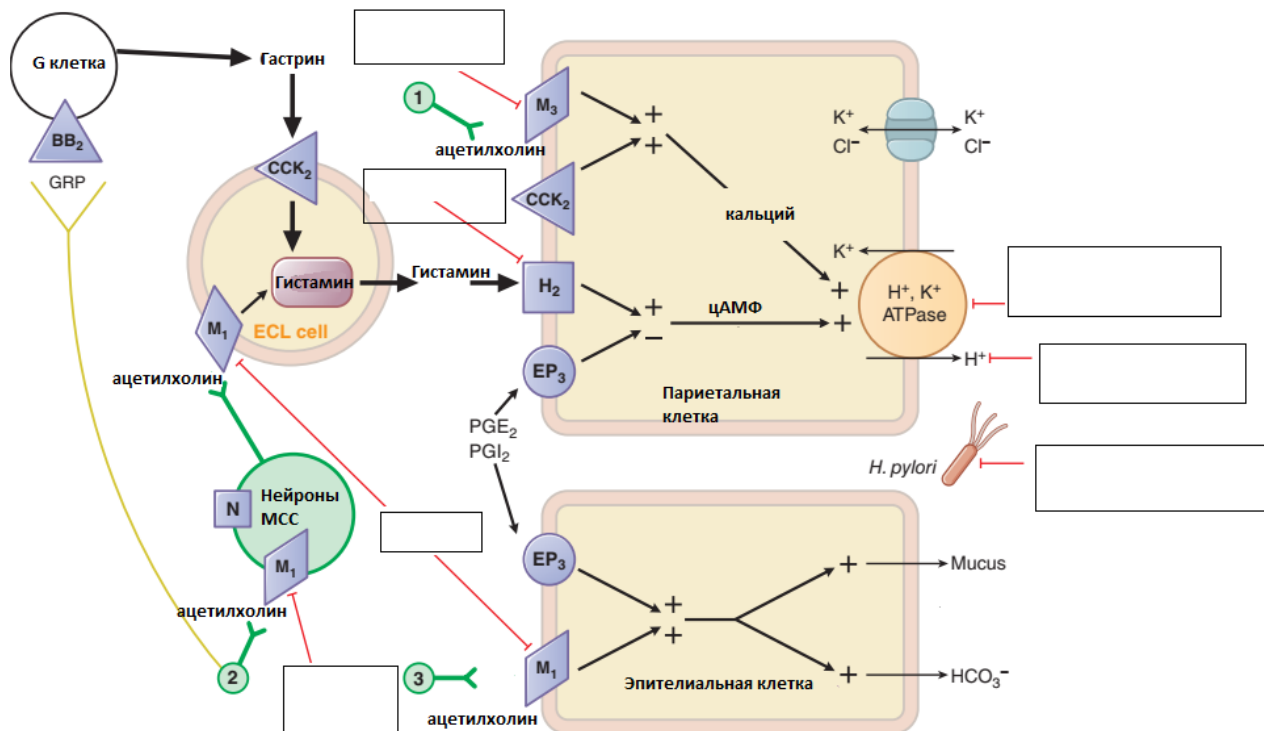 G клетка
Гастрин
BB₂
GRP
CCK₂
Гистамин
ECL cell
M₁
ацетилхолин
Гистамин
1
ацетилхолин
M₃
+
+
CCK₂
кальций
H₂
+
−
цАМФ
EP₃
Париетальная
клетка
PGE₂
PGI₂
K⁺
Cl⁻
K⁺
Cl⁻
K⁺
+
+
H⁺, K⁺
ATPase
H⁺
H. pylori
N
Нейроны
МСС
M₁
ацетилхолин
2
3
ацетилхолин
EP₃
M₁
+
+
+
+
Mucus
HCO₃⁻
Эпителиальная клетка